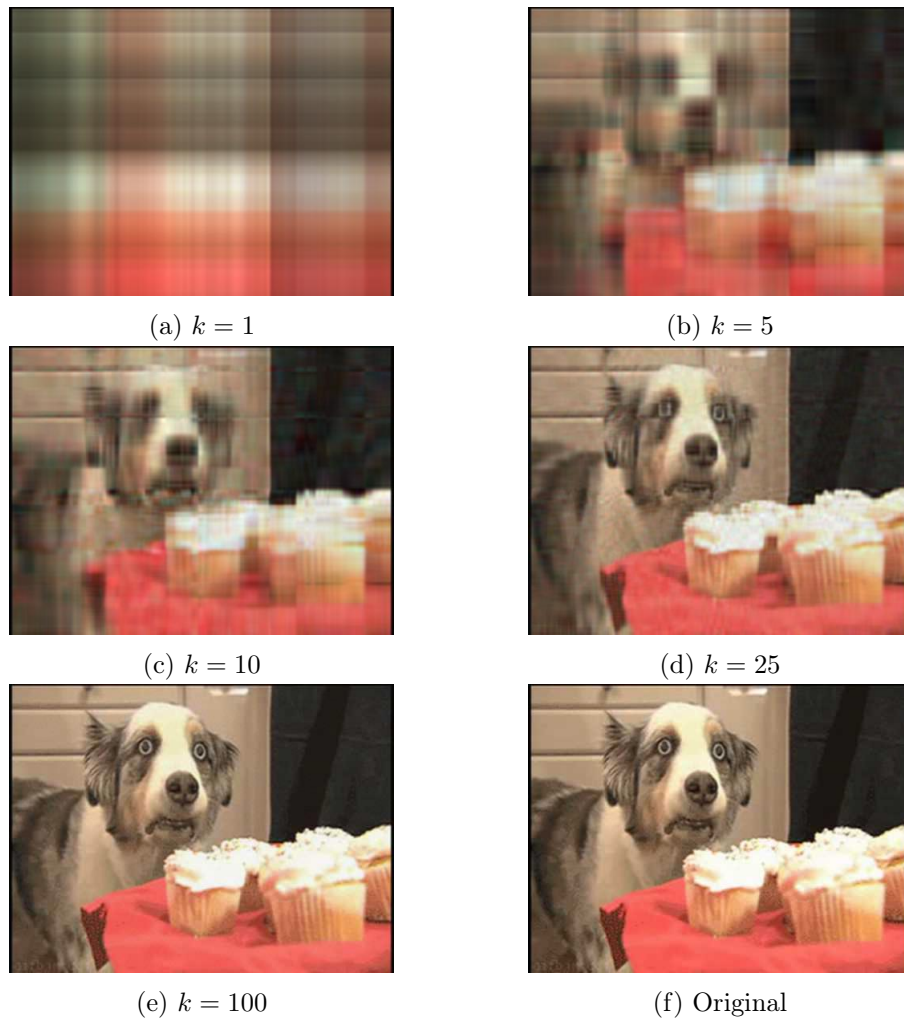 (a) k = 1
(b) k = 5
(c) k = 10
(d) k = 25
(e) k = 100
(f) Original